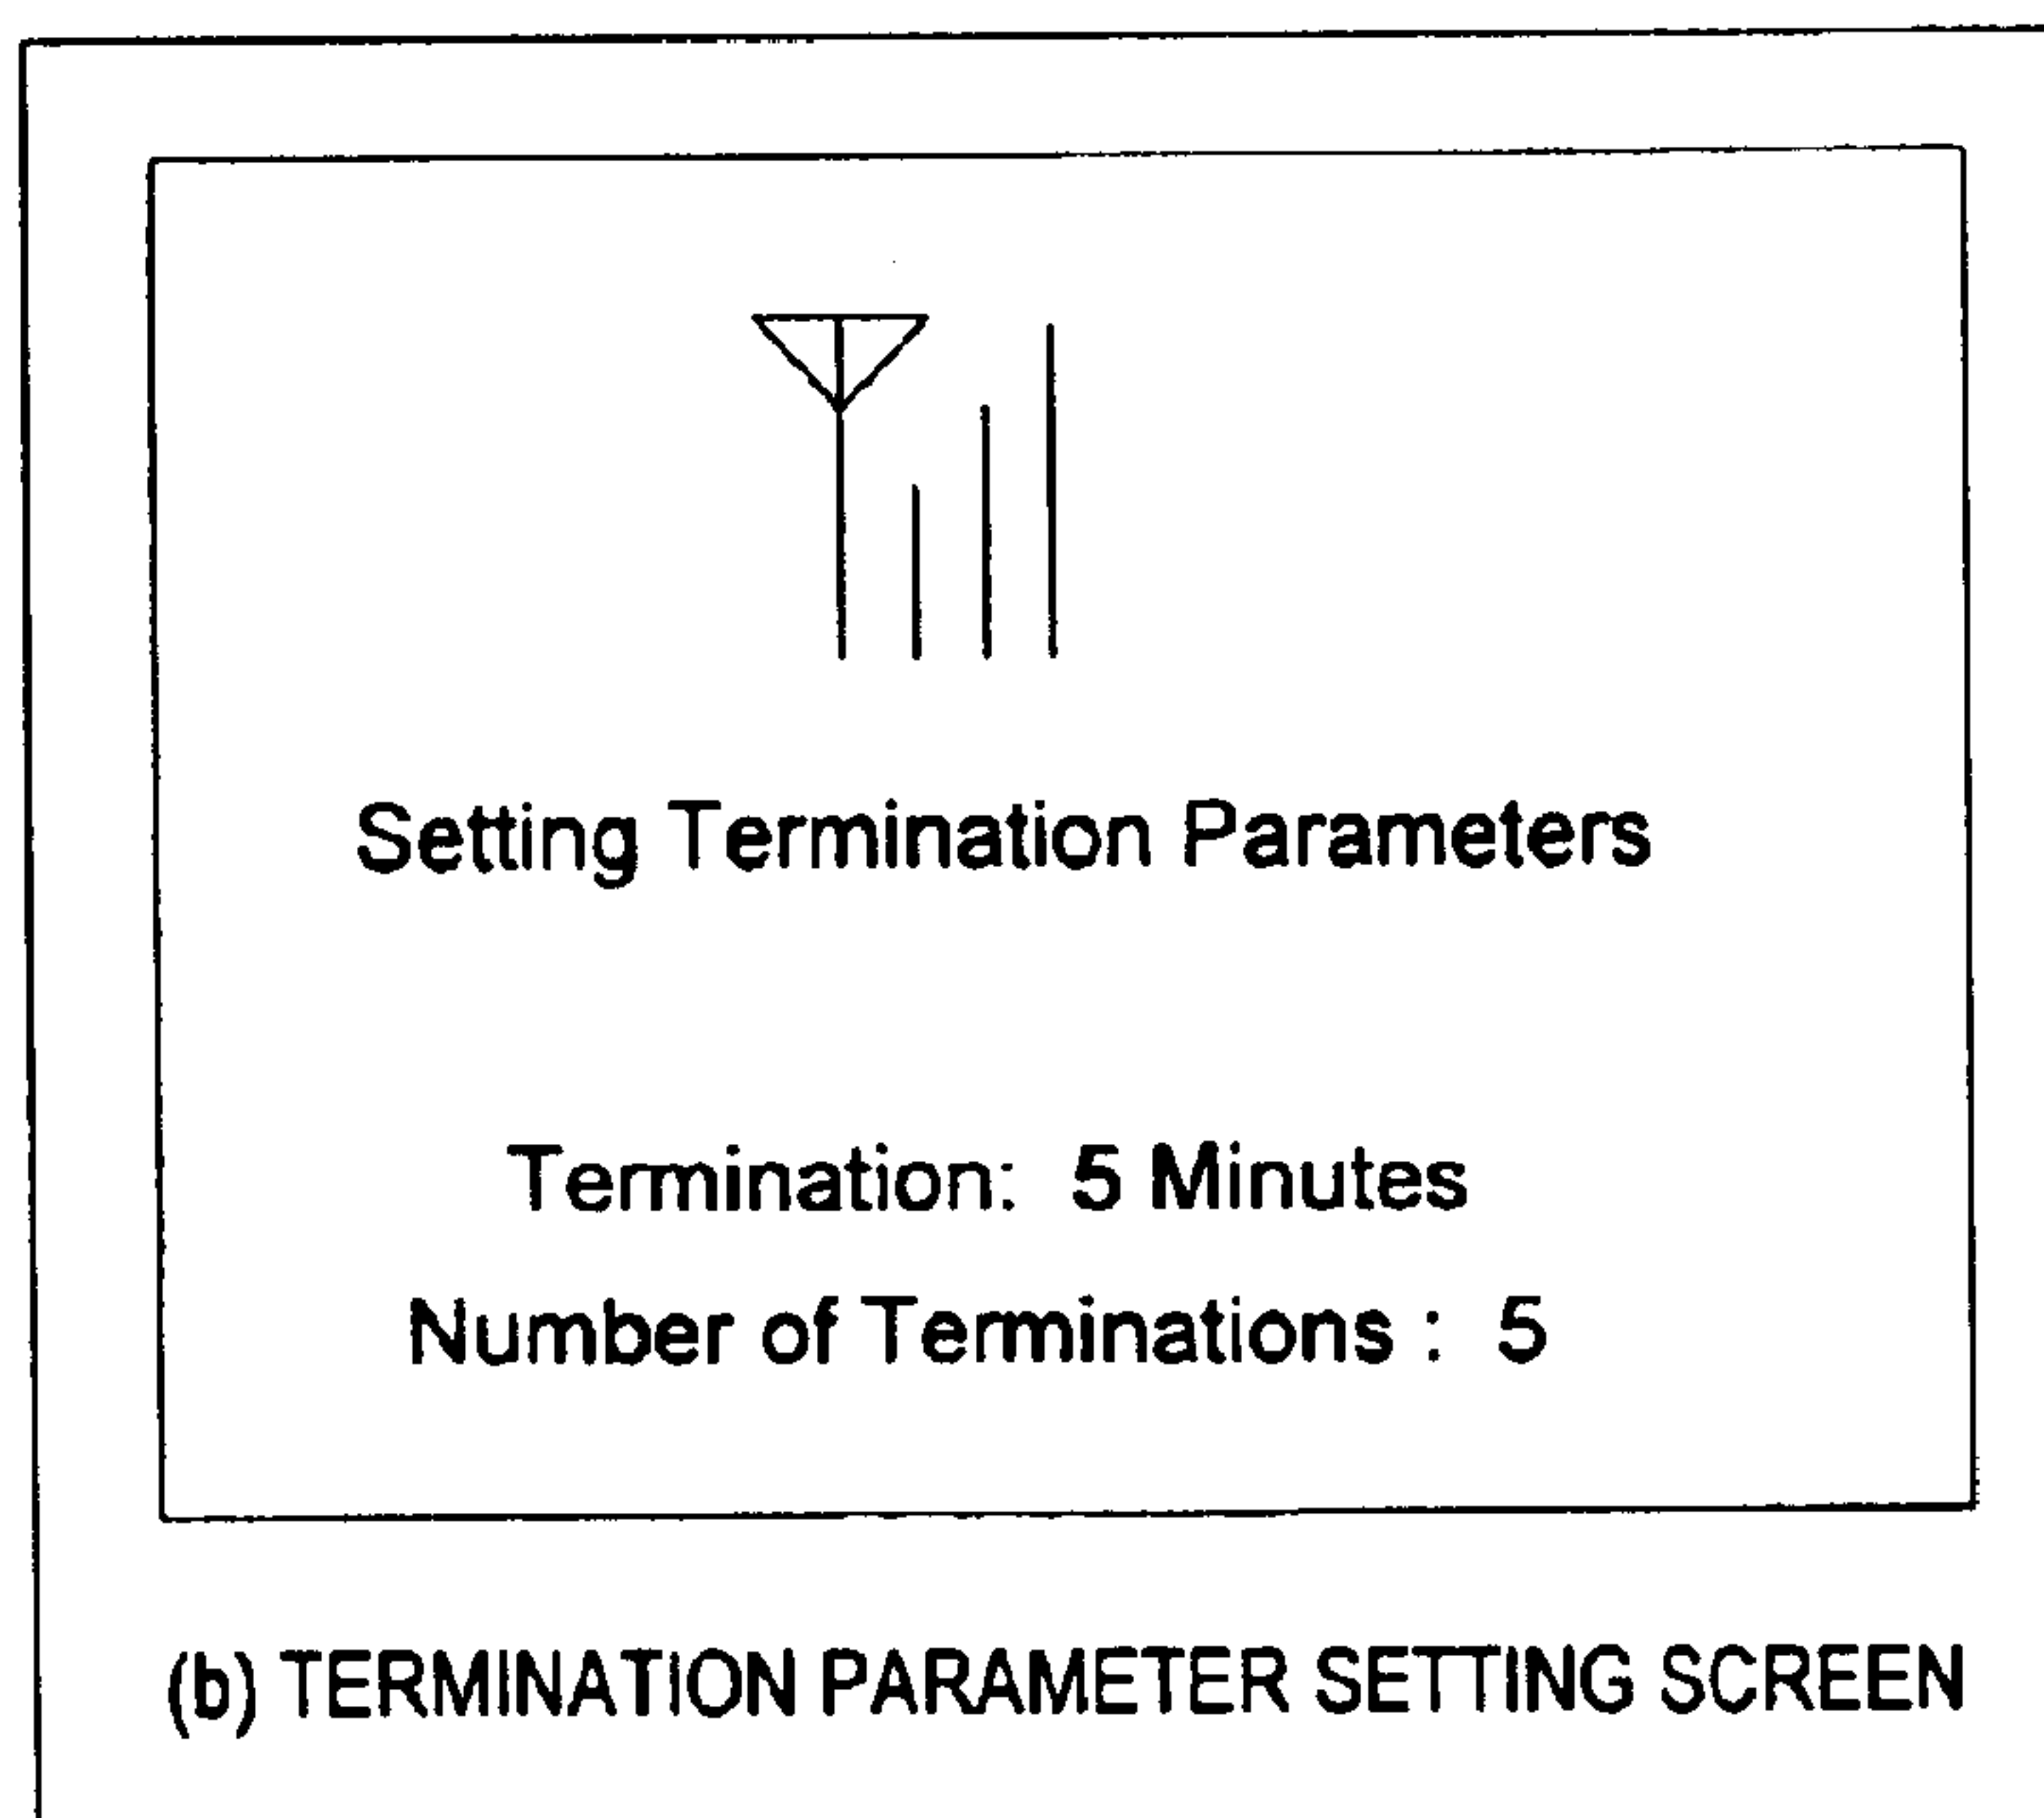 Setting Termination Parameters
Termination: 5 Minutes
Number of Terminations : 5
(b) TERMINATION PARAMETER SETTING SCREEN